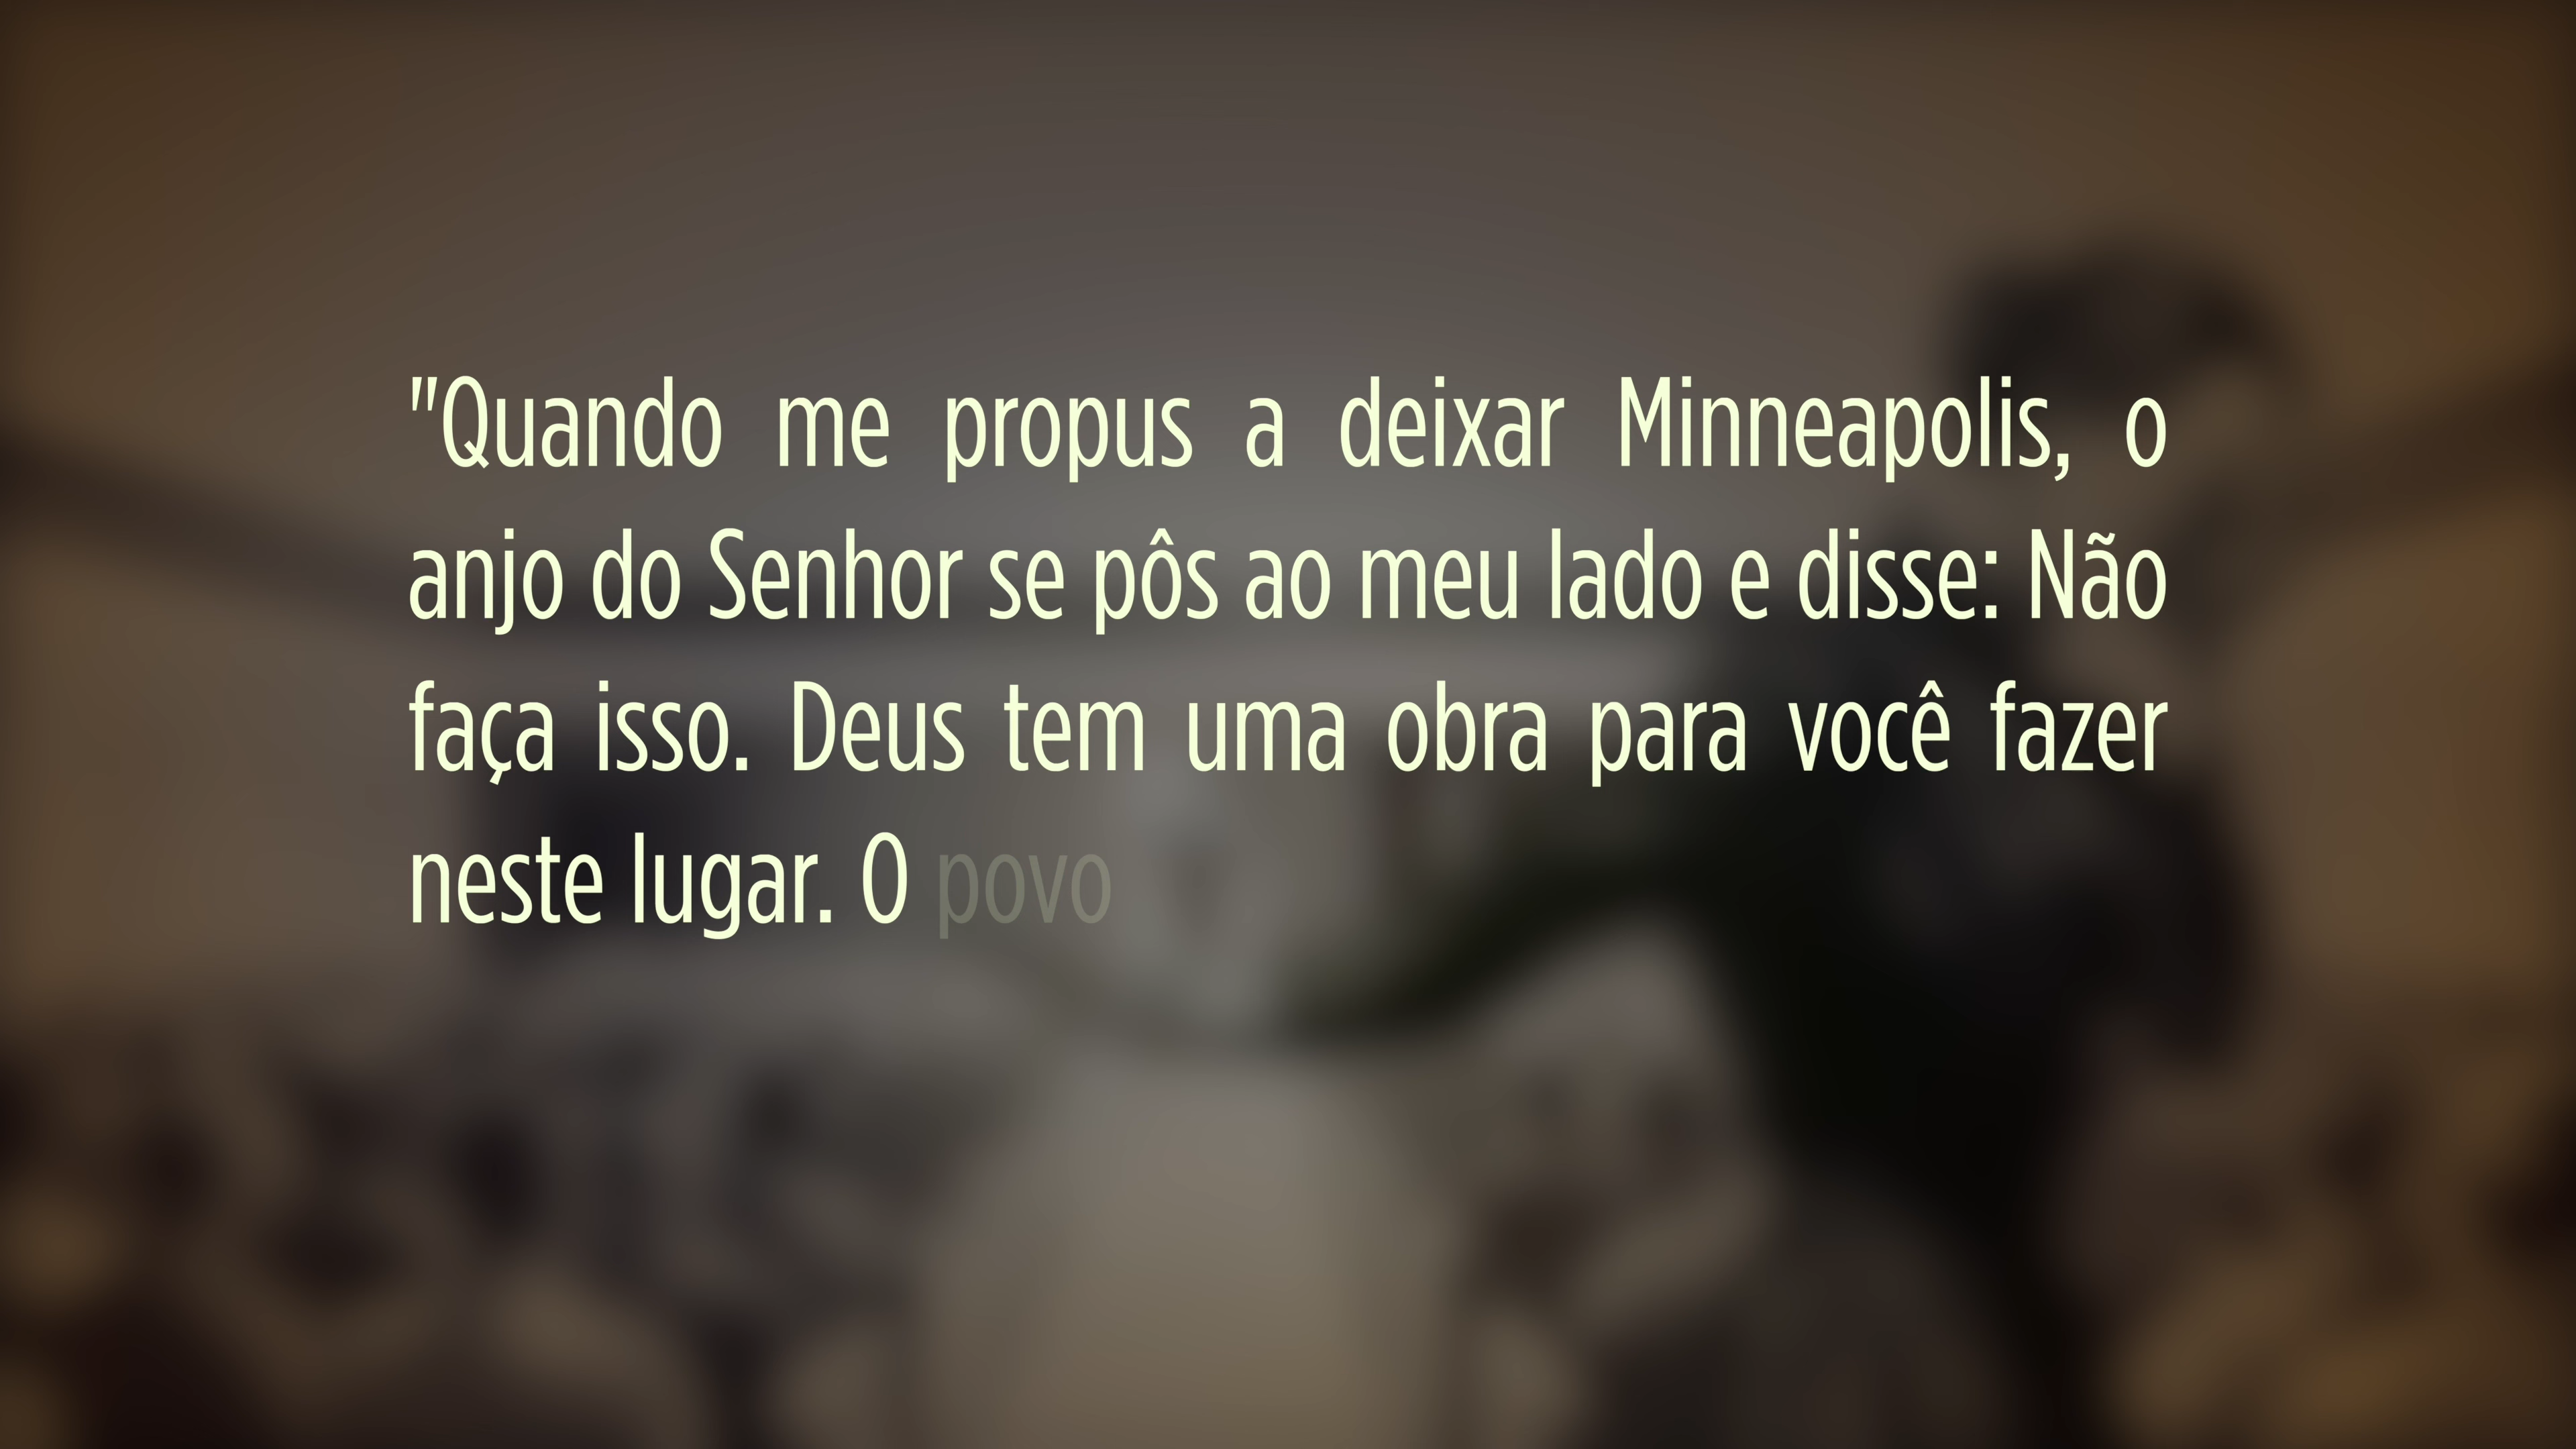 "Quando me propus a deixar Minneapolis, o
anjo do Senhor se pôs ao meu lado e disse: Não
faça isso. Deus tem uma obra para você fazer
neste lugar. O povo